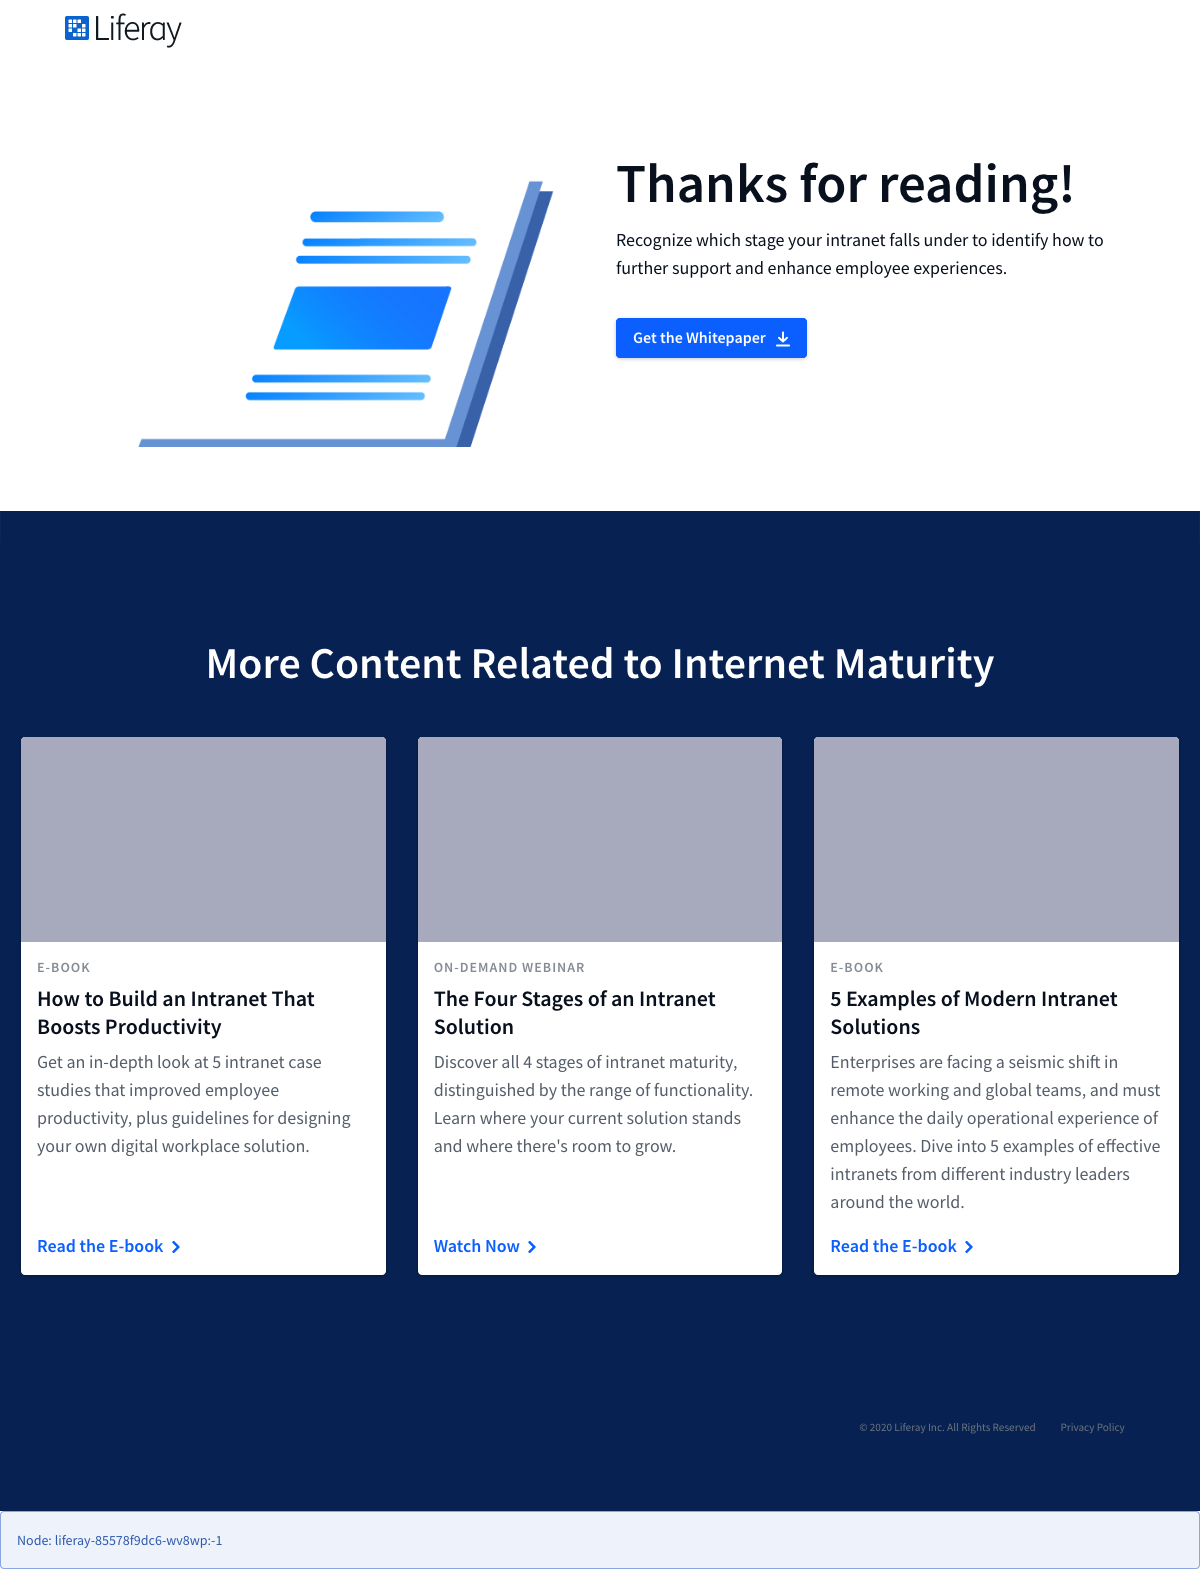 Liferay
Thanks for reading!
Recognize which stage your intranet falls under to identify how to
further support and enhance employee experiences.
Get the Whitepaper
More Content Related to Internet Maturity
E-BOOK
How to Build an Intranet That
Boosts Productivity
Get an in-depth look at 5 intranet case
studies that improved employee
productivity, plus guidelines for designing
your own digital workplace solution.
Read the E-book
ON-DEMAND WEBINAR
The Four Stages of an Intranet
Solution
Discover all 4 stages of intranet maturity,
distinguished by the range of functionality.
Learn where your current solution stands
and where there's room to grow.
Watch Now
E-BOOK
5 Examples of Modern Intranet
Solutions
Enterprises are facing a seismic shift in
remote working and global teams, and must
enhance the daily operational experience of
employees. Dive into 5 examples of effective
intranets from different industry leaders
around the world.
Read the E-book
© 2020 Liferay Inc. All Rights Reserved Privacy Policy
Node: liferay-85578f9dc6-wv8wp:-1